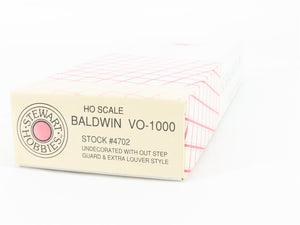 STEWART
HOBBIES
HO SCALE
BALDWIN VO-1000
STOCK #4702
UNDECORATED WITH OUT STEP
GUARD & EXTRA LOUVER STYLE